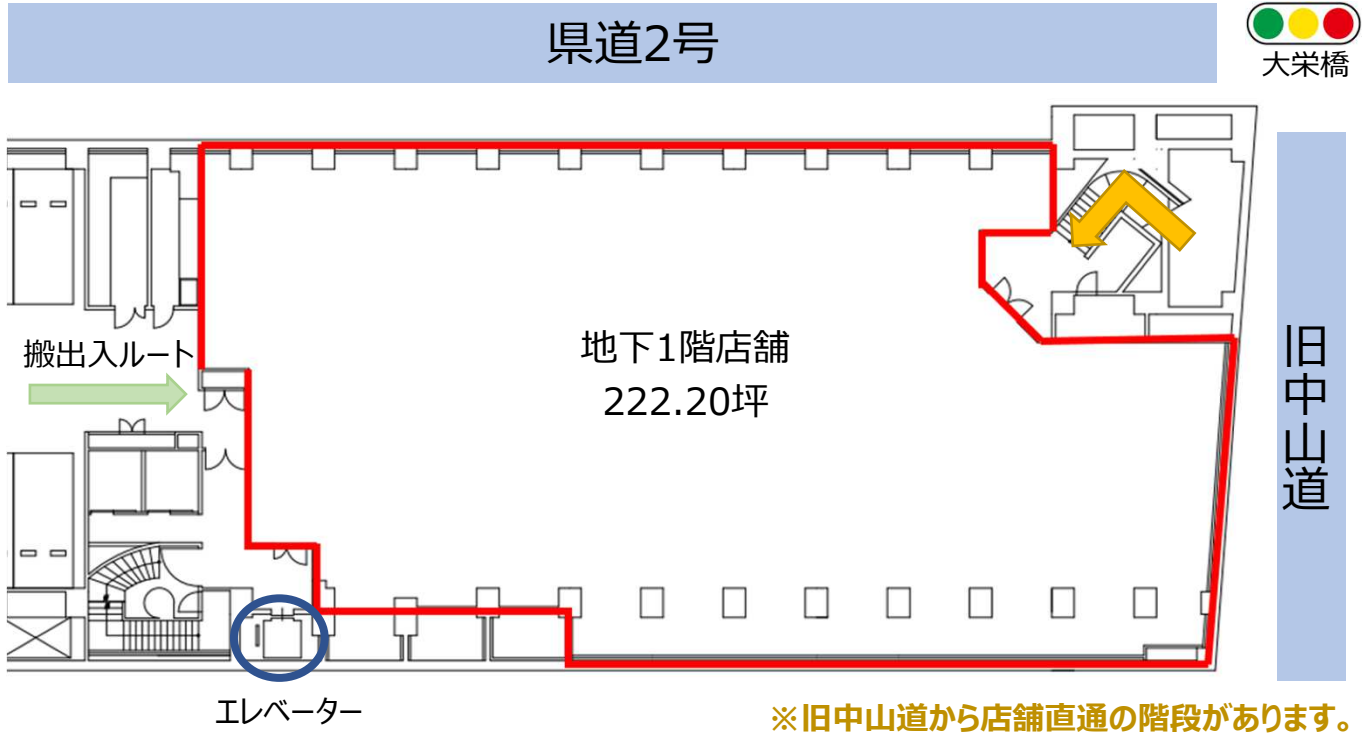 県道2号
大栄橋
搬出入ルート
地下1階店舗
222.20坪
旧中山道
エレベーター
※旧中山道から店舗直通の階段があります。